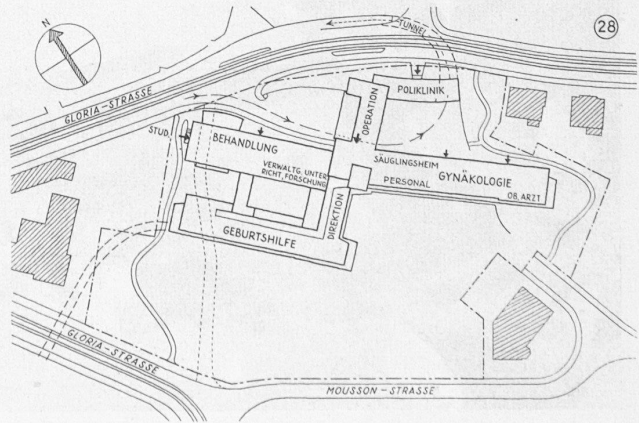 28
N
TUNNEL
GLORIA-STRASSE
POLIKLINIK
OPERATION
STUD.
BEHANDLUNG
VERWALTG. UNTER
RICHT, FORSCHUNG
SÄUGLINGSHEIM
GYNÄKOLOGIE
PERSONAL
OB. ARZT
DIREKTION
GEBURTSHILFE
GLORIA-STRASSE
MOUSSON-STRASSE